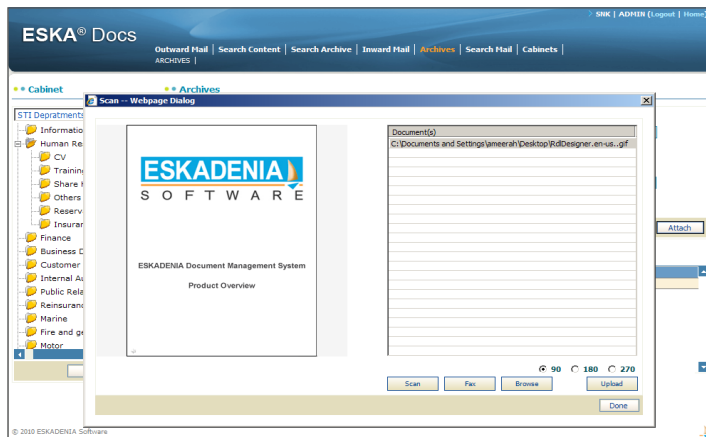 SNK | ADMIN (Logout | Home)
ESKA® Docs
Outward Mail | Search Content | Search Archive | Inward Mail | Archives | Search Mail | Cabinets |
ARCHIVES |
Cabinet
Archives
Scan -- Webpage Dialog
STI Depratments
Informatio
Human Re
CV
Training
Share
Others
Reserv
Insuran
Finance
Business D
Customer
Internal Au
Public Rela
Reinsuranc
Marine
Fire and ge
Motor
ESKADENIA
SOFTWARE
ESKADENIA Document Management System
Product Overview
Document(s)
C:\Documents and Settings\ameerah\Desktop\RdlDesigner.en-us..gif
90 180 270
Scan Fax Browse Upload
Done
Attach
© 2010 ESKADENIA Software